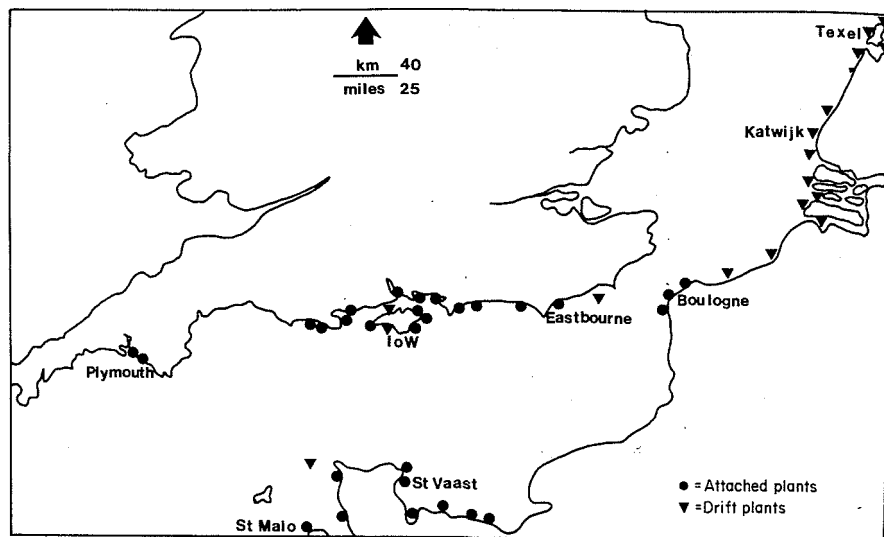 Texel
km 40
miles 25
Katwijk
Boulogne
Eastbourne
IoW
Plymouth
St Vaast
=Attached plants
=Drift plants
St Malo